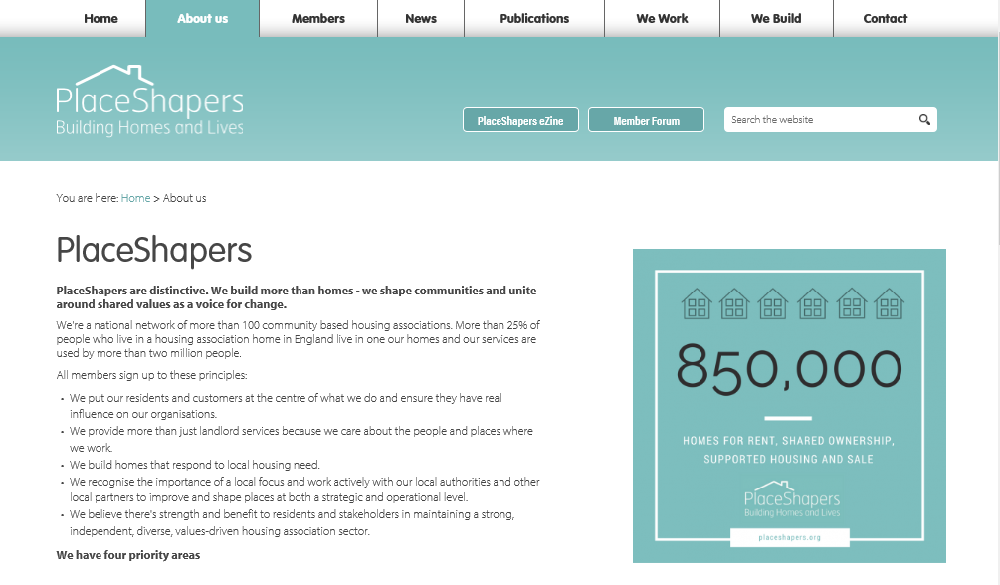 Home About us Members News Publications We Work We Build Contact
PlaceShapers
Building Homes and Lives
PlaceShapers eZine Member Forum Search the website
You are here: Home > About us
PlaceShapers
PlaceShapers are distinctive. We build more than homes - we shape communities and unite
around shared values as a voice for change.
We're a national network of more than 100 community based housing associations. More than 25% of
people who live in a housing association home in England live in one our homes and our services are
used by more than two million people.
All members sign up to these principles:
• We put our residents and customers at the centre of what we do and ensure they have real
influence on our organisations.
• We provide more than just landlord services because we care about the people and places where
we work.
• We build homes that respond to local housing need.
• We recognise the importance of a local focus and work actively with our local authorities and other
local partners to improve and shape places at both a strategic and operational level.
• We believe there's strength and benefit to residents and stakeholders in maintaining a strong,
independent, diverse, values-driven housing association sector.
We have four priority areas
850,000
HOMES FOR RENT, SHARED OWNERSHIP,
SUPPORTED HOUSING AND SALE
PlaceShapers
Building Homes and Lives
placeshapers.org